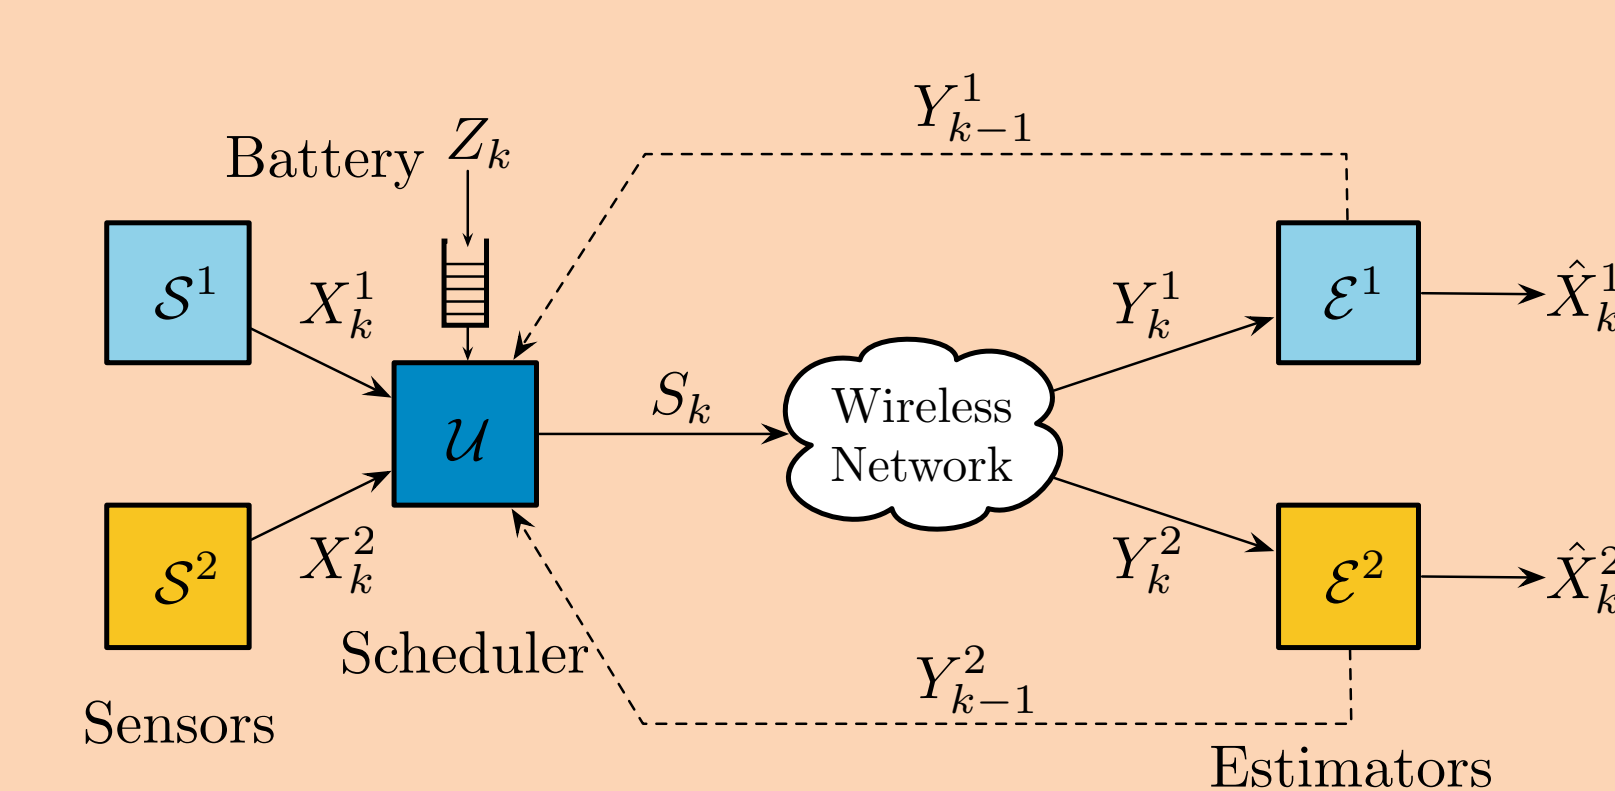 Y^1_{k-1}
Battery Z_k
S^1
X^1_k
Y^1_k
E^1
X̂^1_k
S_k
Wireless
Network
U
S^2
X^2_k
Y^2_k
E^2
X̂^2_k
Scheduler
Y^2_{k-1}
Sensors
Estimators